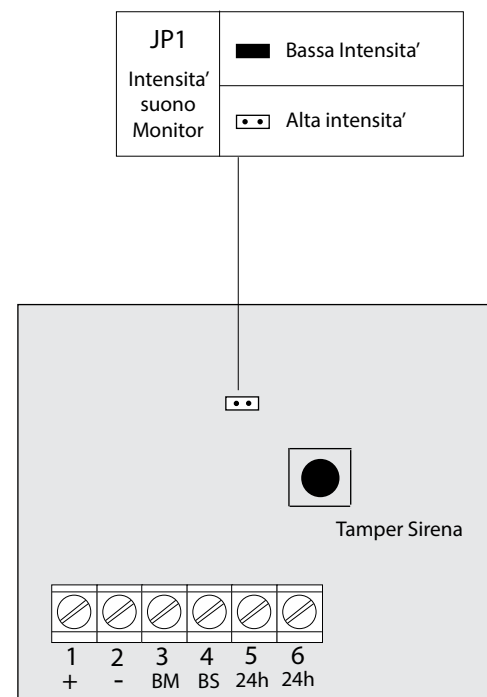 JP1
Intensita'
suono
Monitor
Bassa Intensita'
Alta intensita'
Tamper Sirena
1 2 3 4 5 6
+ - BM BS 24h 24h